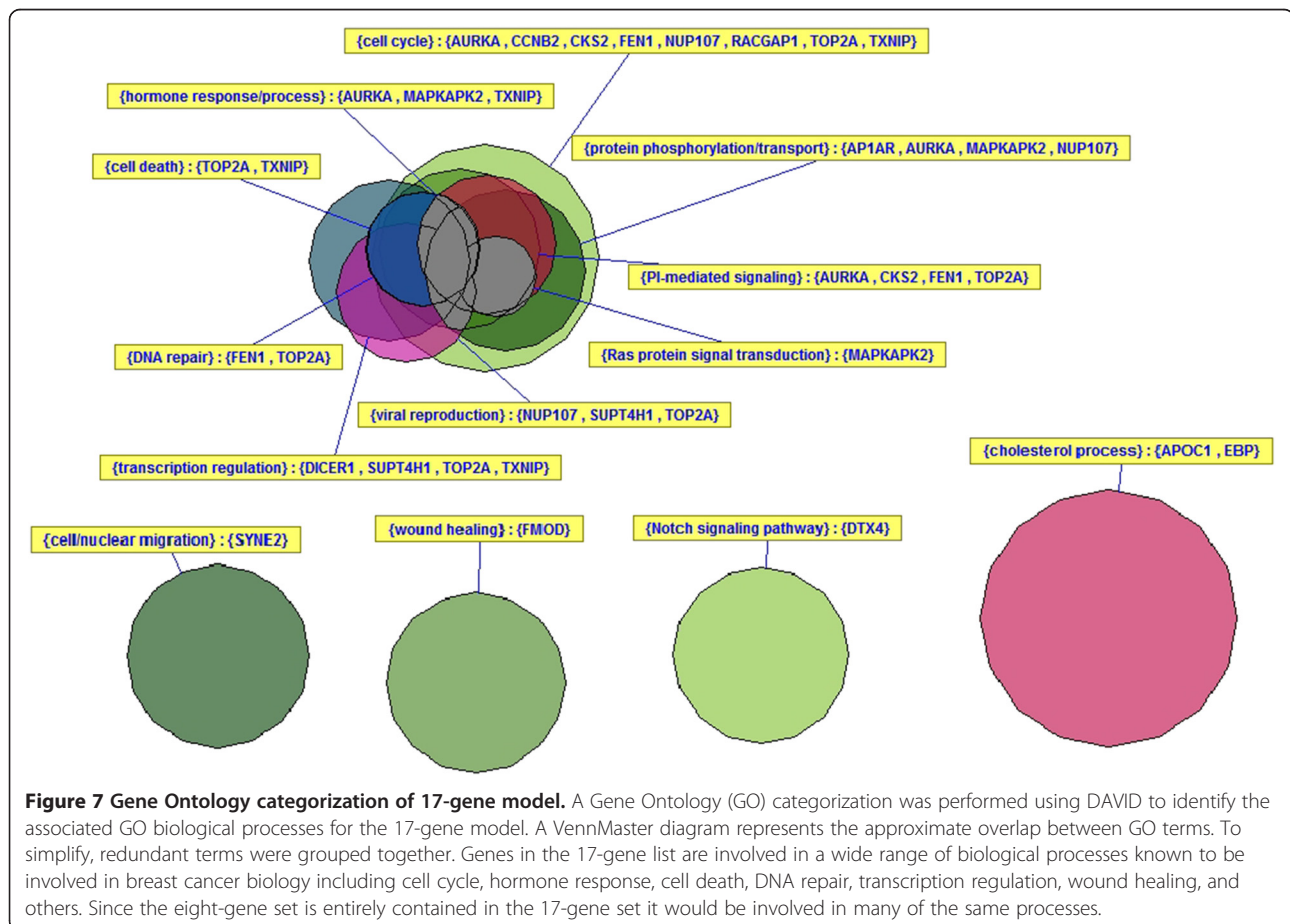 {cell cycle} : {AURKA , CCNB2 , CKS2 , FEN1 , NUP107 , RACGAP1 , TOP2A , TXNIP}
{hormone response/process} : {AURKA , MAPKAPK2 , TXNIP}
{protein phosphorylation/transport} : {AP1AR , AURKA , MAPKAPK2 , NUP107}
{cell death} : {TOP2A , TXNIP}
{PI-mediated signaling} : {AURKA , CKS2 , FEN1 , TOP2A}
{DNA repair} : {FEN1 , TOP2A}
{Ras protein signal transduction} : {MAPKAPK2}
{viral reproduction} : {NUP107 , SUPT4H1 , TOP2A}
{transcription regulation} : {DICER1 , SUPT4H1 , TOP2A , TXNIP}
{cholesterol process} : {APOC1 , EBP}
{cell/nuclear migration} : {SYNE2}
{wound healing} : {FMOD}
{Notch signaling pathway} : {DTX4}
Figure 7 Gene Ontology categorization of 17-gene model. A Gene Ontology (GO) categorization was performed using DAVID to identify the
associated GO biological processes for the 17-gene model. A VennMaster diagram represents the approximate overlap between GO terms. To
simplify, redundant terms were grouped together. Genes in the 17-gene list are involved in a wide range of biological processes known to be
involved in breast cancer biology including cell cycle, hormone response, cell death, DNA repair, transcription regulation, wound healing, and
others. Since the eight-gene set is entirely contained in the 17-gene set it would be involved in many of the same processes.